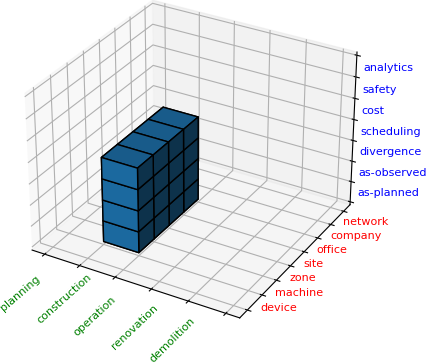 analytics
safety
cost
scheduling
divergence
as-observed
as-planned
network
company
office
site
zone
machine
device
planning
construction
operation
renovation
demolition